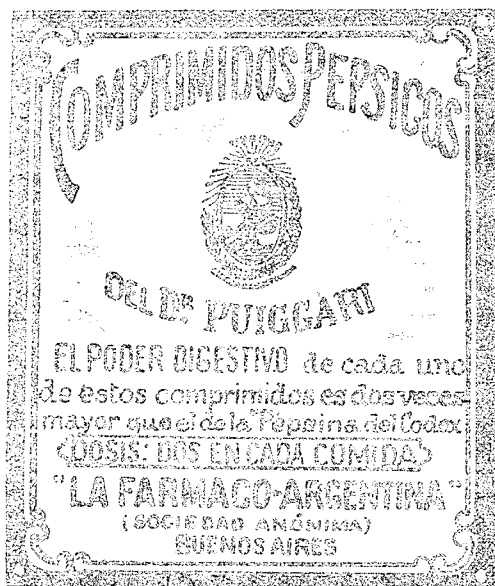 COMPRIMIDOS PEPSICOS
DEL DR. PUIGGARI
EL PODER DIGESTIVO de cada uno
de estos comprimidos es dos veces
mayor que el de la Pepsina del Codex
DOSIS: DOS EN CADA COMIDA
"LA FARMACO-ARGENTINA"
(SOCIEDAD ANÓNIMA)
BUENOS AIRES